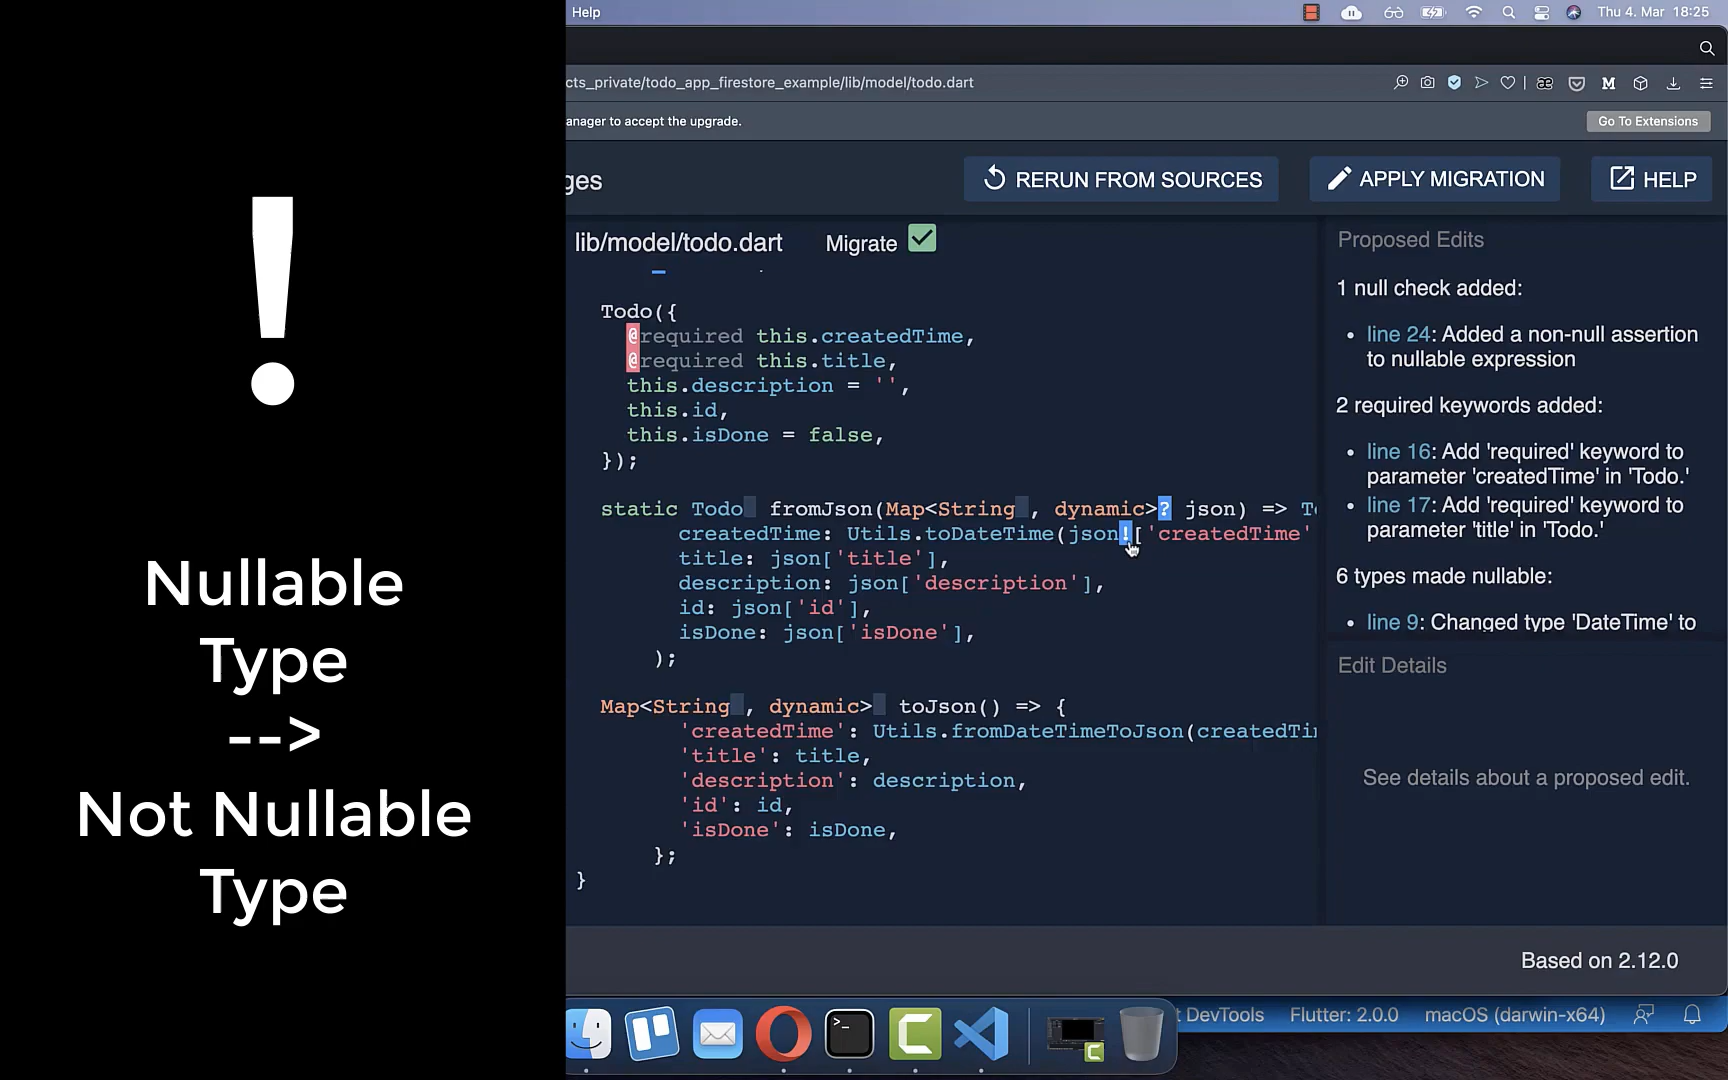 !
Nullable
Type
-->
Not Nullable
Type
Help
Thu 4. Mar 18:25
cts_private/todo_app_firestore_example/lib/model/todo.dart
anager to accept the upgrade.
Go To Extensions
ges
RERUN FROM SOURCES
APPLY MIGRATION
HELP
lib/model/todo.dart
Migrate
Todo({
@required this.createdTime,
@required this.title,
this.description = '',
this.id,
this.isDone = false,
});
static Todo fromJson(Map<String , dynamic>? json) => T
createdTime: Utils.toDateTime(json!['createdTime'
title: json['title'],
description: json['description'],
id: json['id'],
isDone: json['isDone'],
);
Map<String , dynamic> toJson() => {
'createdTime': Utils.fromDateTimeToJson(createdTi
'title': title,
'description': description,
'id': id,
'isDone': isDone,
};
}
Proposed Edits
1 null check added:
• line 24: Added a non-null assertion
to nullable expression
2 required keywords added:
• line 16: Add 'required' keyword to
parameter 'createdTime' in 'Todo.'
• line 17: Add 'required' keyword to
parameter 'title' in 'Todo.'
6 types made nullable:
• line 9: Changed type 'DateTime' to
Edit Details
See details about a proposed edit.
Based on 2.12.0
t DevTools
Flutter: 2.0.0
macOS (darwin-x64)